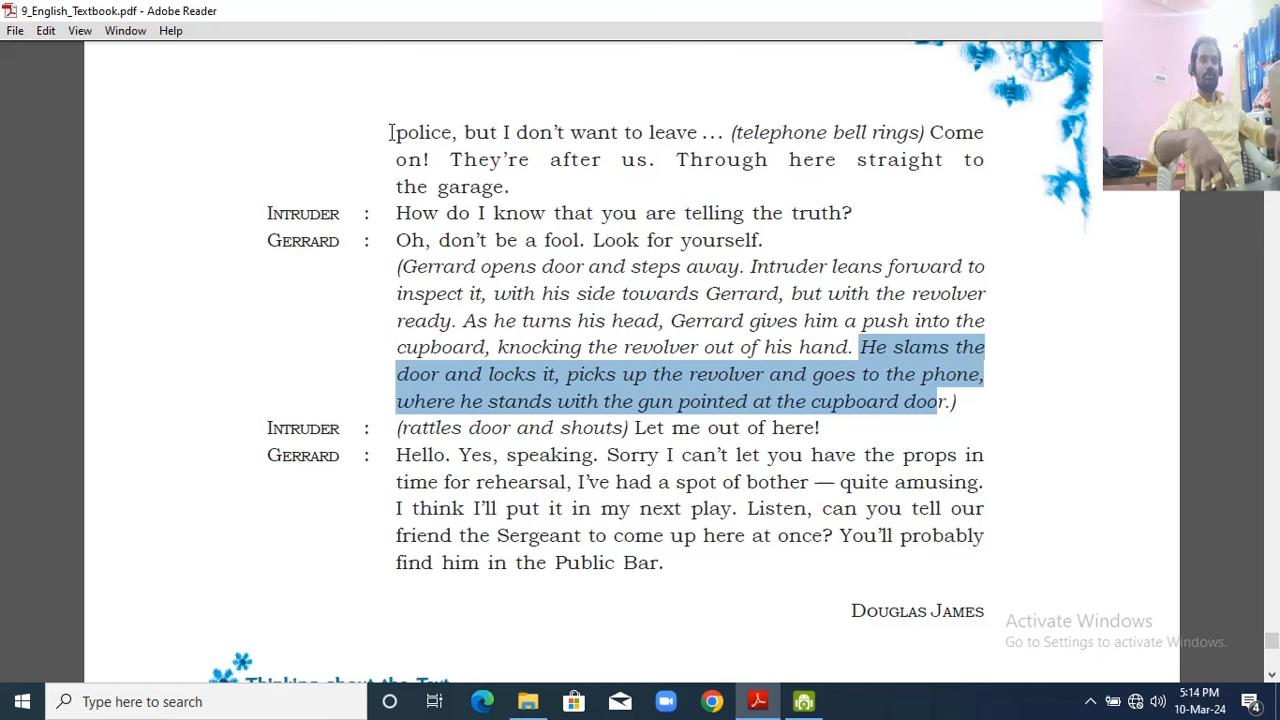 9_English_Textbook.pdf - Adobe Reader
File Edit View Window Help
police, but I don't want to leave ... (telephone bell rings) Come
on! They're after us. Through here straight to
the garage.
INTRUDER : How do I know that you are telling the truth?
GERRARD : Oh, don't be a fool. Look for yourself.
(Gerrard opens door and steps away. Intruder leans forward to
inspect it, with his side towards Gerrard, but with the revolver
ready. As he turns his head, Gerrard gives him a push into the
cupboard, knocking the revolver out of his hand. He slams the
door and locks it, picks up the revolver and goes to the phone,
where he stands with the gun pointed at the cupboard door.)
INTRUDER : (rattles door and shouts) Let me out of here!
GERRARD : Hello. Yes, speaking. Sorry I can't let you have the props in
time for rehearsal, I've had a spot of bother — quite amusing.
I think I'll put it in my next play. Listen, can you tell our
friend the Sergeant to come up here at once? You'll probably
find him in the Public Bar.
DOUGLAS JAMES
Activate Windows
Go to Settings to activate Windows.
Thinking about the Text
Type here to search
5:14 PM
10-Mar-24
4